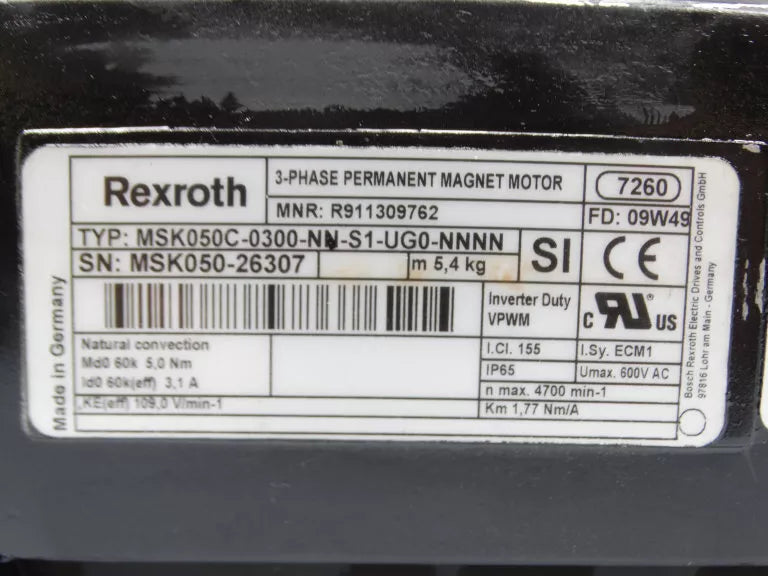 Rexroth
3-PHASE PERMANENT MAGNET MOTOR
7260
MNR: R911309762
FD: 09W49
TYP: MSK050C-0300-NN-S1-UG0-NNNN
SI
CE
SN: MSK050-26307
m 5,4 kg
Inverter Duty
VPWM
c RU ® US
Natural convection
Md0 60k 5,0 Nm
Id0 60k(eff) 3,1 A
KE(eff) 109,0 V/min-1
I.Cl. 155
I.Sy. ECM1
IP65
Umax. 600V AC
n max. 4700 min-1
Km 1,77 Nm/A
Made in Germany
Bosch Rexroth Electric Drives and Controls GmbH
97816 Lohr am Main - Germany